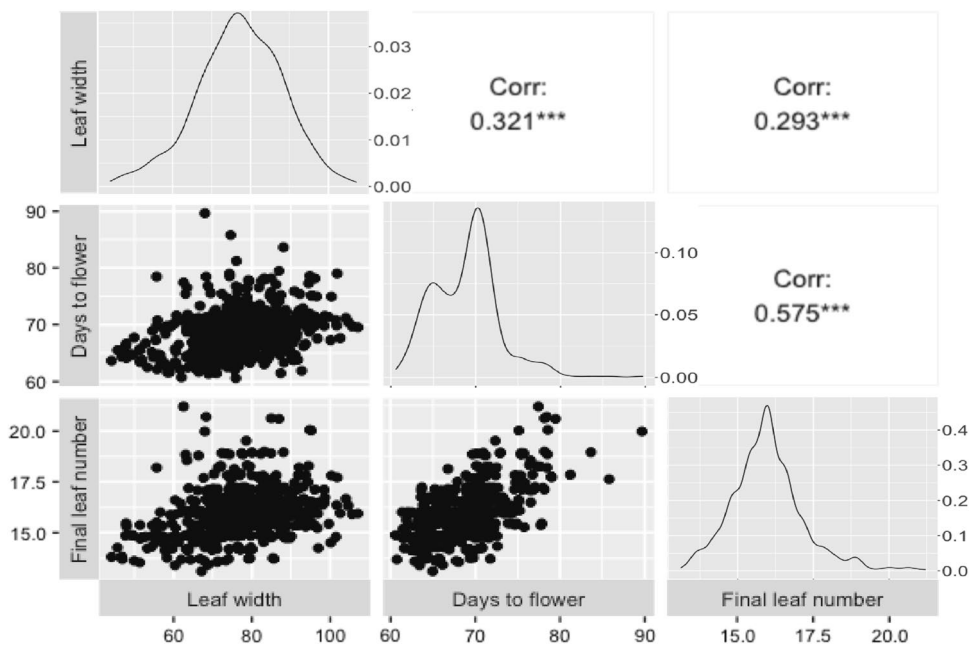 Leaf width
0.03
0.02
0.01
0.00
Corr:
0.321***
Corr:
0.293***
Days to flower
90
80
70
60
0.10
0.05
0.00
Corr:
0.575***
Final leaf number
20.0
17.5
15.0
0.4
0.3
0.2
0.1
0.0
Leaf width
Days to flower
Final leaf number
60 80 100 60 70 80 90 15.0 17.5 20.0